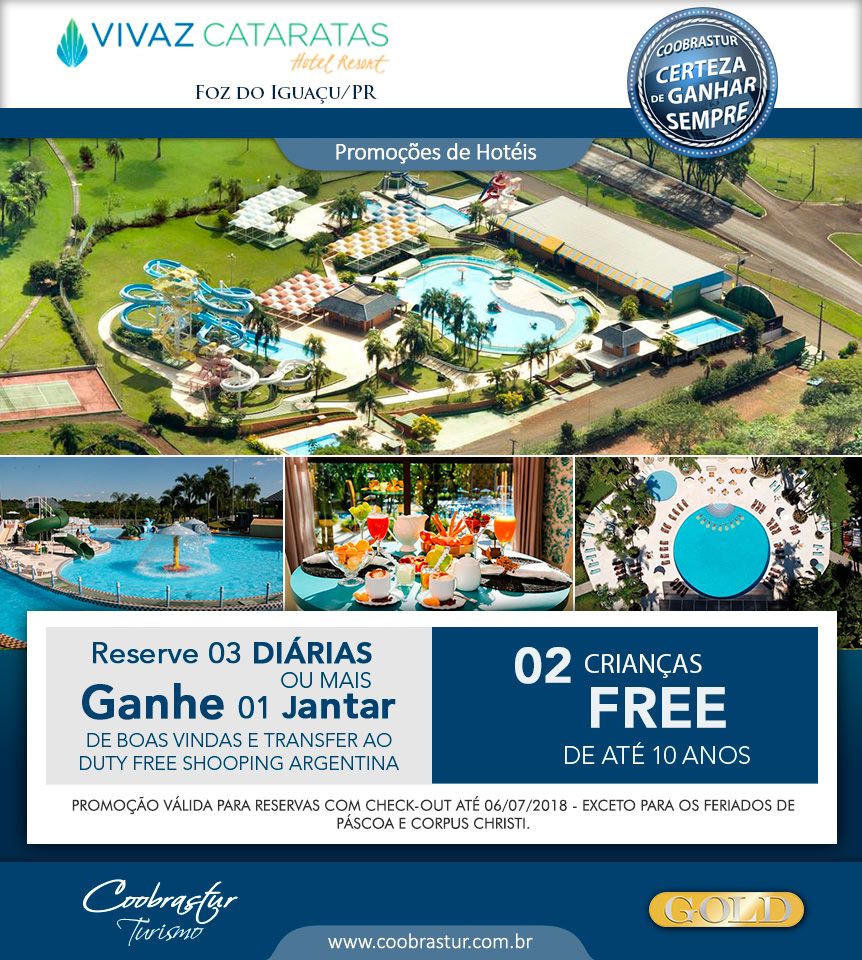 VIVAZ CATARATAS
Hotel Resort
Foz do Iguaçu/PR
COOBRASTUR
CERTEZA
DE GANHAR
SEMPRE
Promoções de Hotéis
Reserve 03 DIÁRIAS
OU MAIS
Ganhe 01 Jantar
DE BOAS VINDAS E TRANSFER AO
DUTY FREE SHOOPING ARGENTINA
02 CRIANÇAS
FREE
DE ATÉ 10 ANOS
PROMOÇÃO VÁLIDA PARA RESERVAS COM CHECK-OUT ATÉ 06/07/2018 - EXCETO PARA OS FERIADOS DE
PÁSCOA E CORPUS CHRISTI.
Coobrastur
Turismo
GOLD
www.coobrastur.com.br